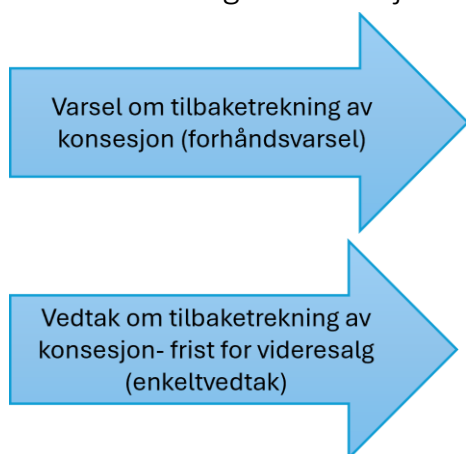 Varsel om tilbaketrekning av
konsesjon (forhåndsvarsel)
Vedtak om tilbaketrekning av
konsesjon- frist for videresalg
(enkeltvedtak)